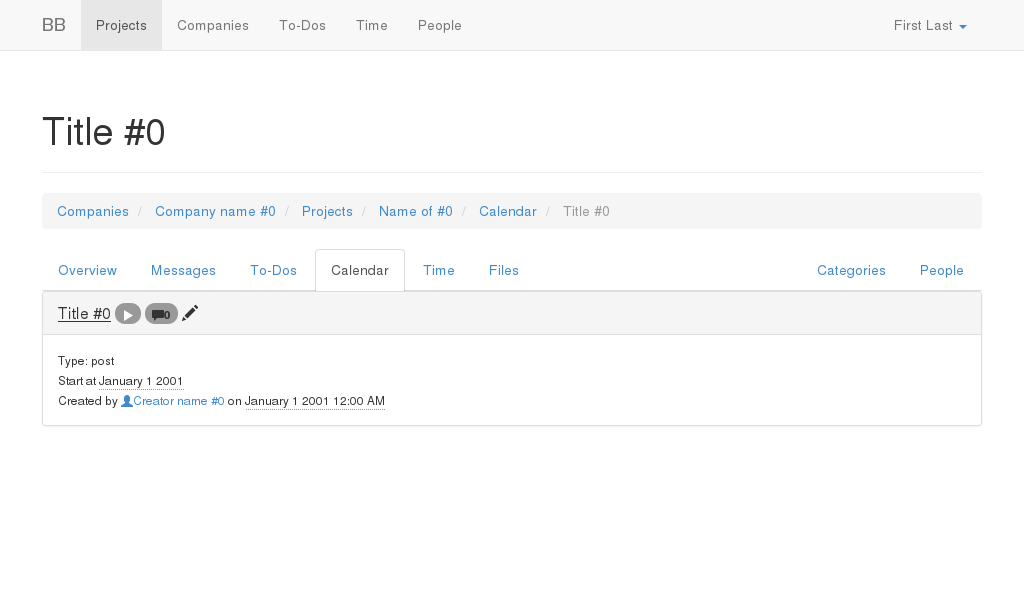 BB Projects Companies To-Dos Time People First Last
Title #0
Companies / Company name #0 / Projects / Name of #0 / Calendar / Title #0
Overview Messages To-Dos Calendar Time Files Categories People
Title #0 0
Type: post
Start at January 1 2001
Created by Creator name #0 on January 1 2001 12:00 AM